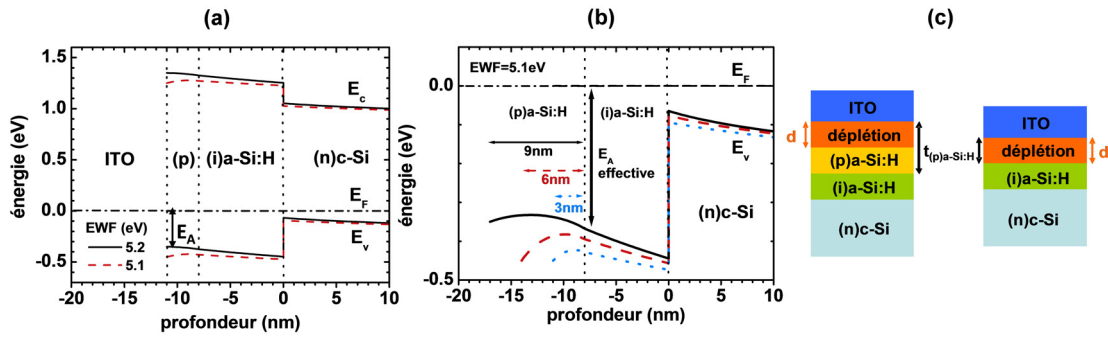 (a)
(b)
(c)
énergie (eV)
1.5
1.0
0.5
0.0
-0.5
-20
-15
-10
-5
0
5
10
profondeur (nm)
ITO
(p)
(i)a-Si:H
(n)c-Si
E_c
E_F
E_v
E_A
EWF (eV)
5.2
5.1
énergie (eV)
0.0
-0.5
-20
-15
-10
-5
0
5
10
profondeur (nm)
EWF=5.1eV
E_F
(p)a-Si:H
(i)a-Si:H
9nm
6nm
3nm
E_A
effective
E_v
(n)c-Si
ITO
d
déplétion
t_(p)a-Si:H
(p)a-Si:H
(i)a-Si:H
(n)c-Si
ITO
déplétion
d
(i)a-Si:H
(n)c-Si